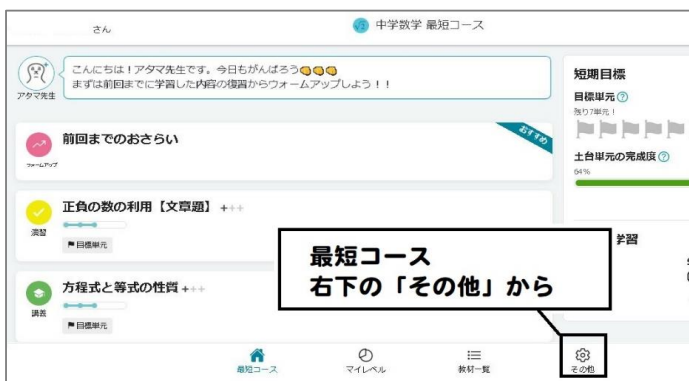 さん
中学数学 最短コース
こんにちは！アタマ先生です。今日もがんばろう
まずは前回までに学習した内容の復習からウォームアップしよう！！
アタマ先生
前回までのおさらい
おすすめ
ウォームアップ
正負の数の利用【文章題】+++
演習
目標単元
方程式と等式の性質+++
講義
目標単元
短期目標
目標単元?
残り7単元！
土台単元の完成度?
64%
学習
最短コース
右下の「その他」から
最短コース
マイレベル
教材一覧
その他